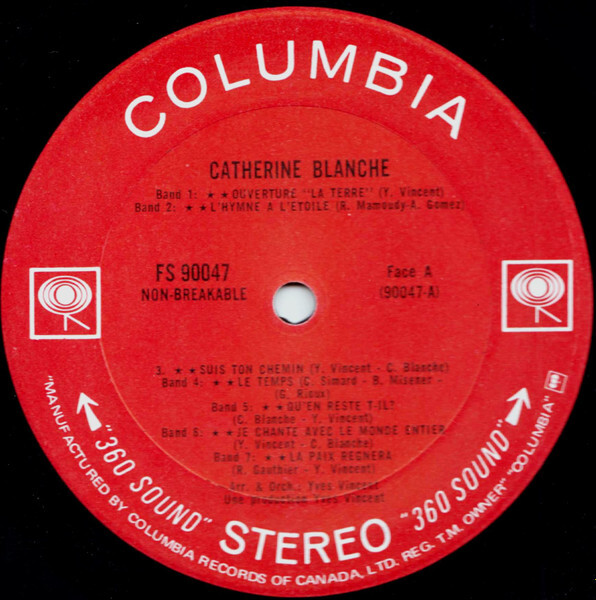 COLUMBIA
CATHERINE BLANCHE
Band 1: ★★OUVERTURE "LA TERRE" (Y. Vincent)
Band 2: ★★L'HYMNE A L'ETOILE (R. Mamoudy-A. Gomez)
FS 90047
NON-BREAKABLE
Face A
(90047-A)
3. ★★SUIS TON CHEMIN (Y. Vincent - C. Blanche)
Band 4: ★★LE TEMPS (C. Simard - B. Mizener -
G. Rioux)
Band 5: ★★QU'EN RESTE T-IL?
(C. Blanche - Y. Vincent)
Band 6: ★★JE CHANTE AVEC LE MONDE ENTIER
(Y. Vincent - C. Blanche)
Band 7: ★★LA PAIX REGNERA
(R. Gauthier - Y. Vincent)
Arr. & Orch.: Yves Vincent
Une production Yves Vincent
"360 SOUND" STEREO "360 SOUND"
"MANUFACTURED BY COLUMBIA RECORDS OF CANADA, LTD. REG. T.M. OWNER" "COLUMBIA"